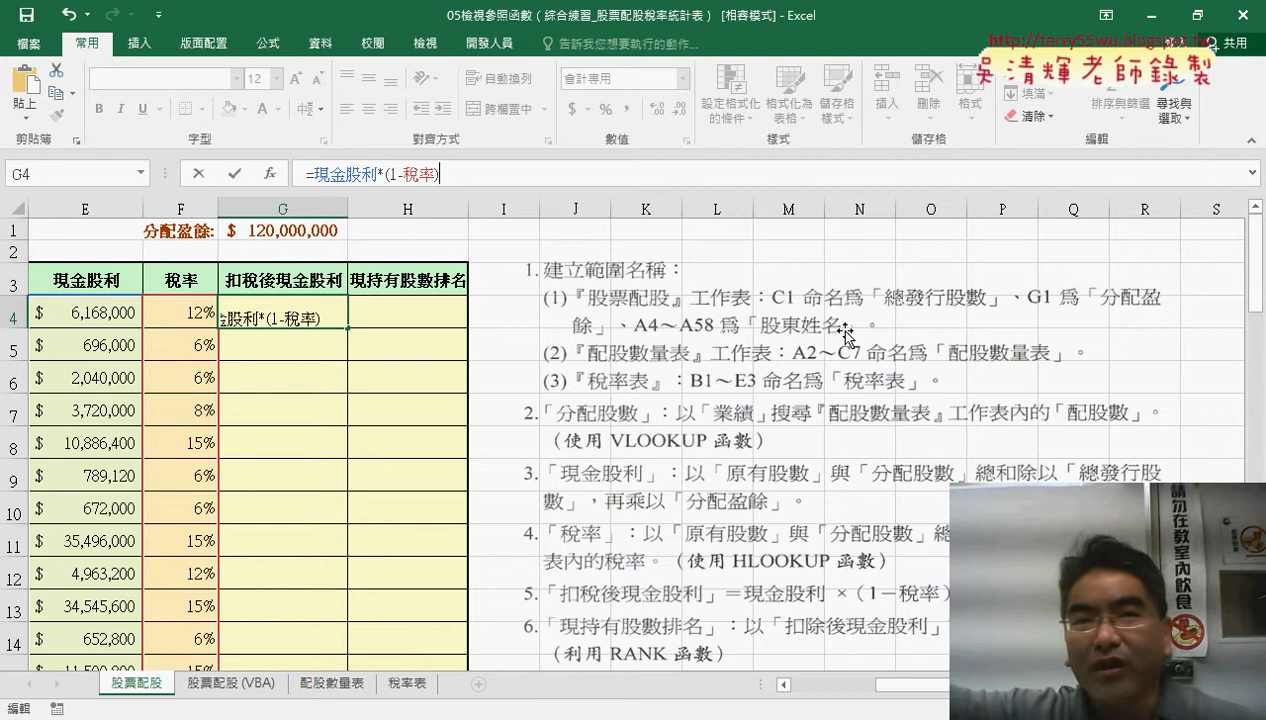 05檢視參照函數（綜合練習_股票配股稅率統計表） [相容模式] - Excel
http://terry55wu.blogspot.tw
吳清輝老師錄製
檔案 常用 插入 版面配置 公式 資料 校閱 檢視 開發人員 告訴我您想要執行的動作... 共用
貼上 12 自動換列 會計專用 設定格式化的條件 格式化為表格 儲存格樣式 插入 刪除 格式 填滿 清除 排序與篩選 尋找與選取
B I U 跨欄置中 $ % ,
剪貼簿 字型 對齊方式 數值 樣式 儲存格 編輯
G4 fx =現金股利*(1-稅率)
E F G H I J K L M N O P Q R S
1 分配盈餘: $ 120,000,000
2
3 現金股利 稅率 扣稅後現金股利 現持有股數排名
4 $ 6,168,000 12% 股利*(1-稅率)
5 $ 696,000 6%
6 $ 2,040,000 6%
7 $ 3,720,000 8%
8 $ 10,886,400 15%
9 $ 789,120 6%
10 $ 672,000 6%
11 $ 35,496,000 15%
12 $ 4,963,200 12%
13 $ 34,545,600 15%
14 $ 652,800 6%
1. 建立範圍名稱：
(1)『股票配股』工作表：C1 命名為「總發行股數」、G1 為「分配盈
餘」、A4～A58 為「股東姓名」。
(2)『配股數量表』工作表：A2～C7 命名為「配股數量表」。
(3)『稅率表』：B1～E3 命名為「稅率表」。
2.「分配股數」：以「業績」搜尋『配股數量表』工作表內的「配股數」。
（使用 VLOOKUP 函數）
3.「現金股利」：以「原有股數」與「分配股數」總和除以「總發行股
數」，再乘以「分配盈餘」。
4.「稅率」：以「原有股數」與「分配股數」總
表內的稅率。（使用 HLOOKUP 函數）
5.「扣稅後現金股利」＝現金股利 ×（1－稅率）
6.「現持有股數排名」：以「扣除後現金股利」
（利用 RANK 函數）
請勿在教室內飲食
股票配股 股票配股 (VBA) 配股數量表 稅率表
編輯